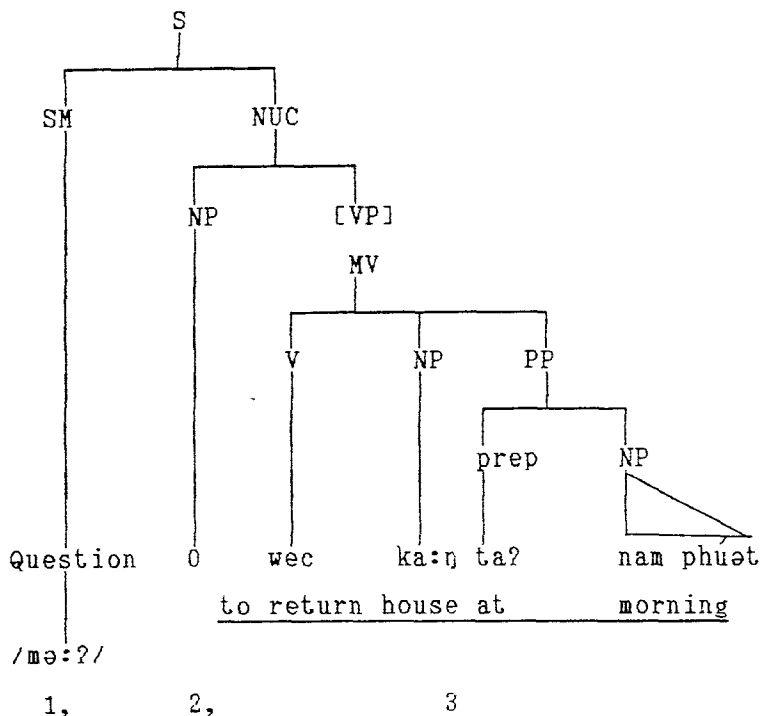 S
SM NUC
NP [VP]
MV
V NP PP
prep NP
Question 0 wec ka:ŋ taʔ nam phúət
to return house at morning
/mə:ʔ/
1, 2, 3